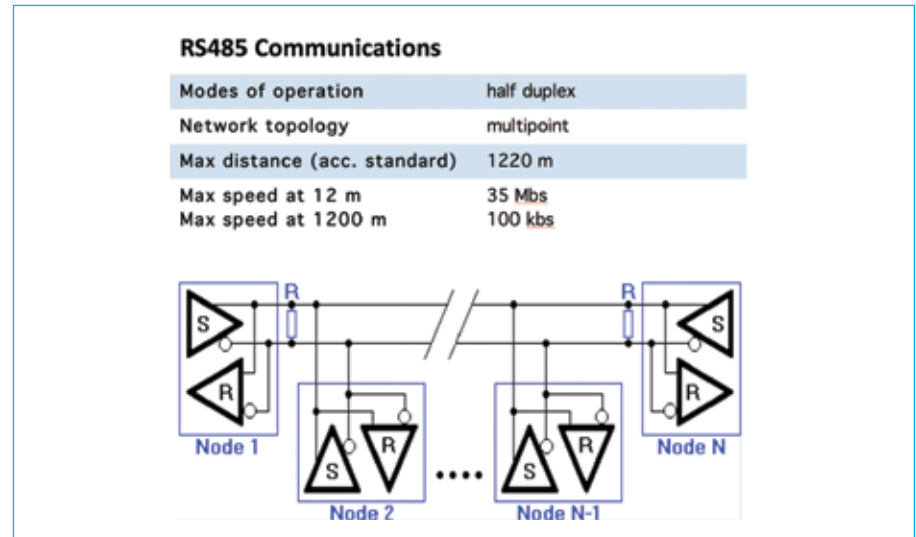 RS485 Communications
Modes of operation half duplex
Network topology multipoint
Max distance (acc. standard) 1220 m
Max speed at 12 m 35 Mbs
Max speed at 1200 m 100 kbs
R R
S S
R R
Node 1 Node N
R R
S S
Node 2 Node N-1